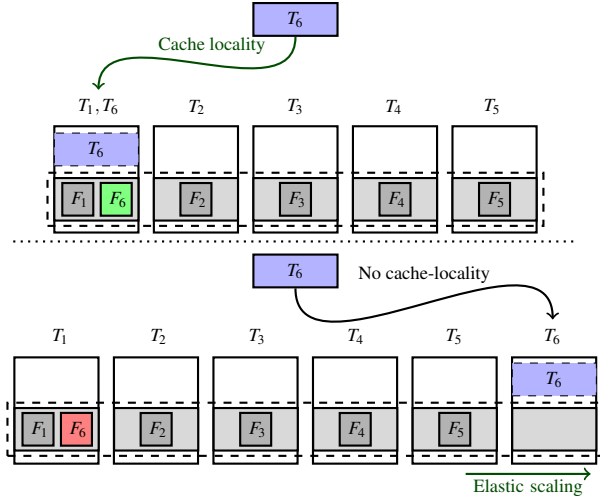 T6
Cache locality
T1, T6 T2 T3 T4 T5
T6
F1 F6 F2 F3 F4 F5
T6
No cache-locality
T1 T2 T3 T4 T5 T6
T6
F1 F6 F2 F3 F4 F5
Elastic scaling